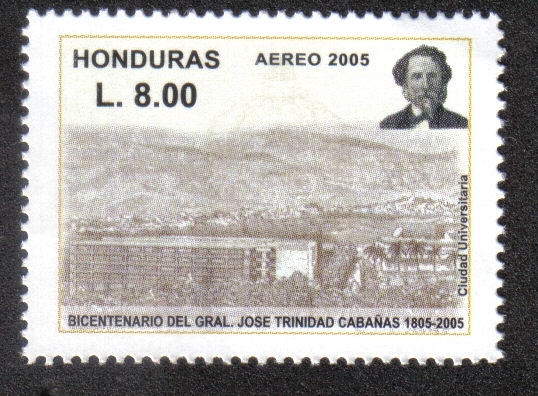 HONDURAS
AEREO 2005
L. 8.00
Ciudad Universitaria
BICENTENARIO DEL GRAL. JOSE TRINIDAD CABAÑAS 1805-2005